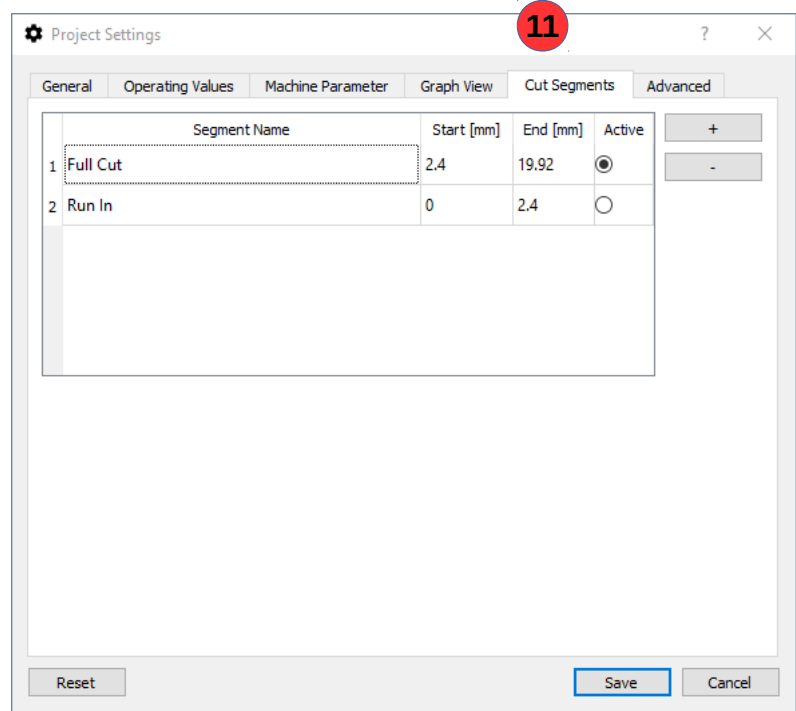 11
Project Settings ? ×
General Operating Values Machine Parameter Graph View Cut Segments Advanced
Segment Name Start [mm] End [mm] Active +
1 Full Cut 2.4 19.92 -
2 Run In 0 2.4
Reset Save Cancel